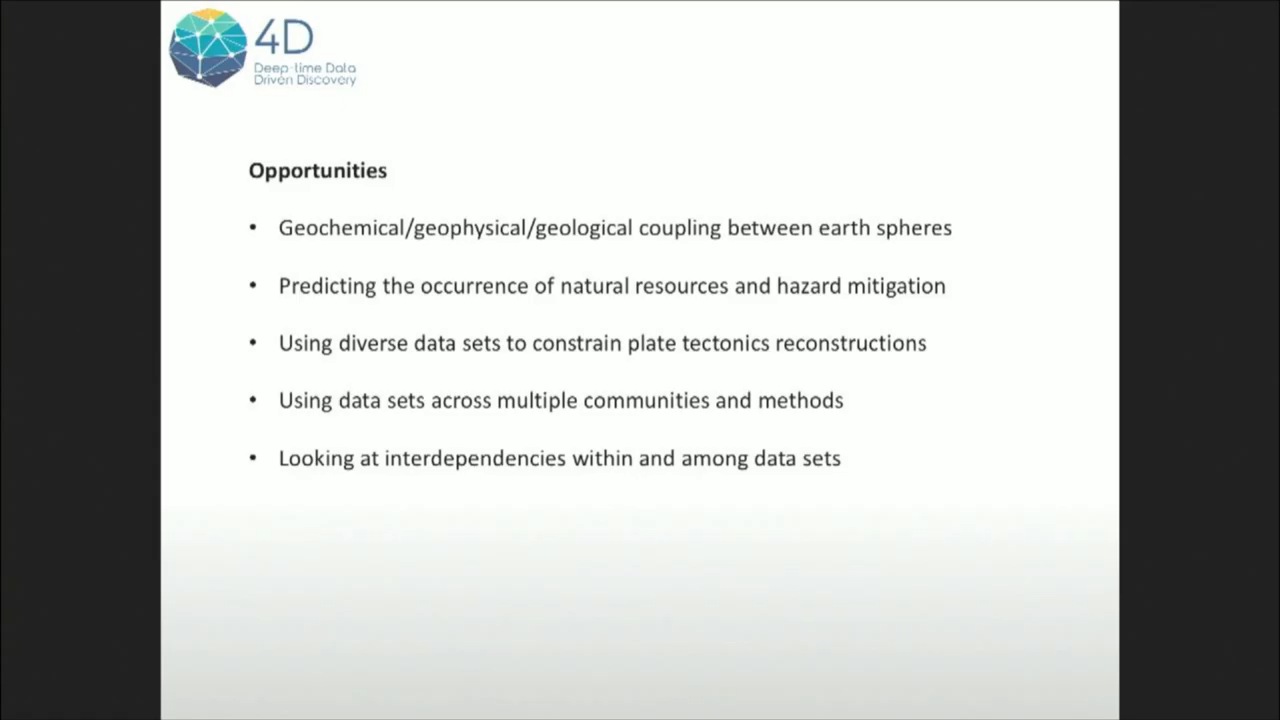 4D
Deep-time Data
Driven Discovery
Opportunities
• Geochemical/geophysical/geological coupling between earth spheres
• Predicting the occurrence of natural resources and hazard mitigation
• Using diverse data sets to constrain plate tectonics reconstructions
• Using data sets across multiple communities and methods
• Looking at interdependencies within and among data sets